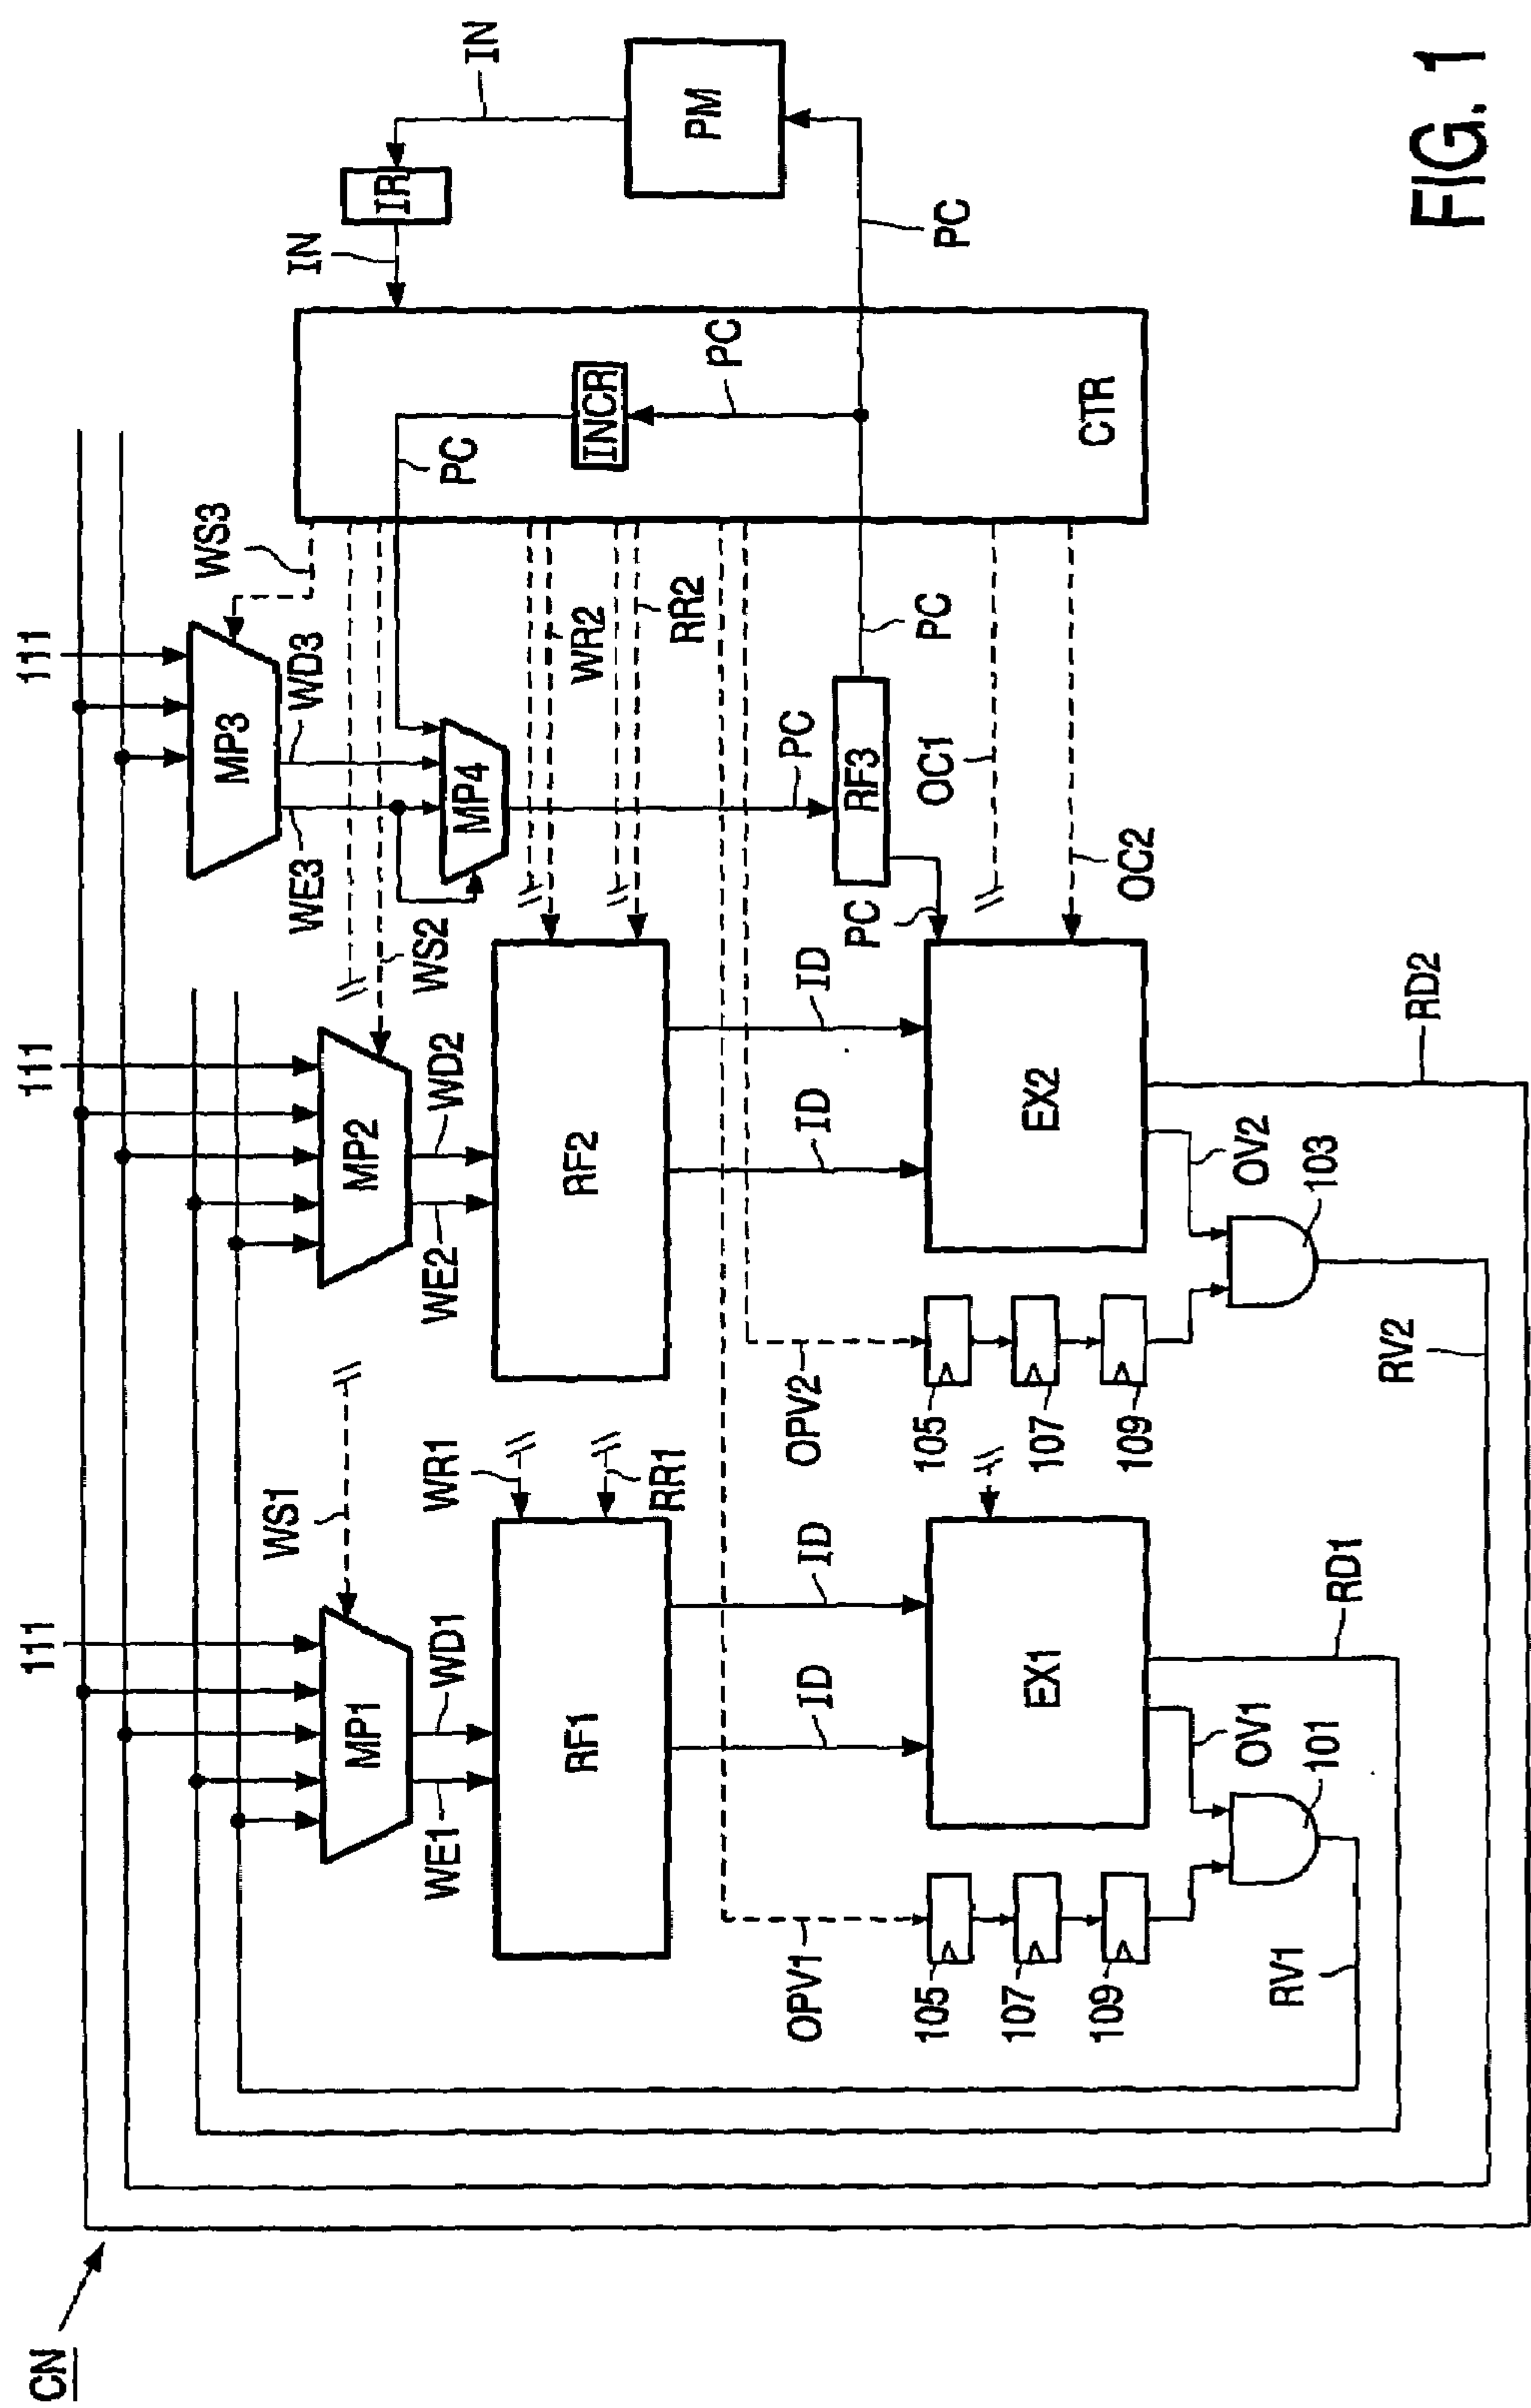 CN
111
111
111
WS1
WS2
WS3
MP1
MP2
MP3
WE1
WD1
WE2
WD2
WE3
WD3
MP4
PC
IN
IR
IN
WR1
RR1
RF1
RF2
WR2
RR2
INCR
PC
PM
OPV1
ID
ID
OPV2
ID
ID
PC
RF3
PC
PC
PC
105
107
109
EX1
105
107
109
EX2
OC1
OC2
CTR
OV1
101
OV2
103
RV1
RD1
RV2
RD2
FIG. 1